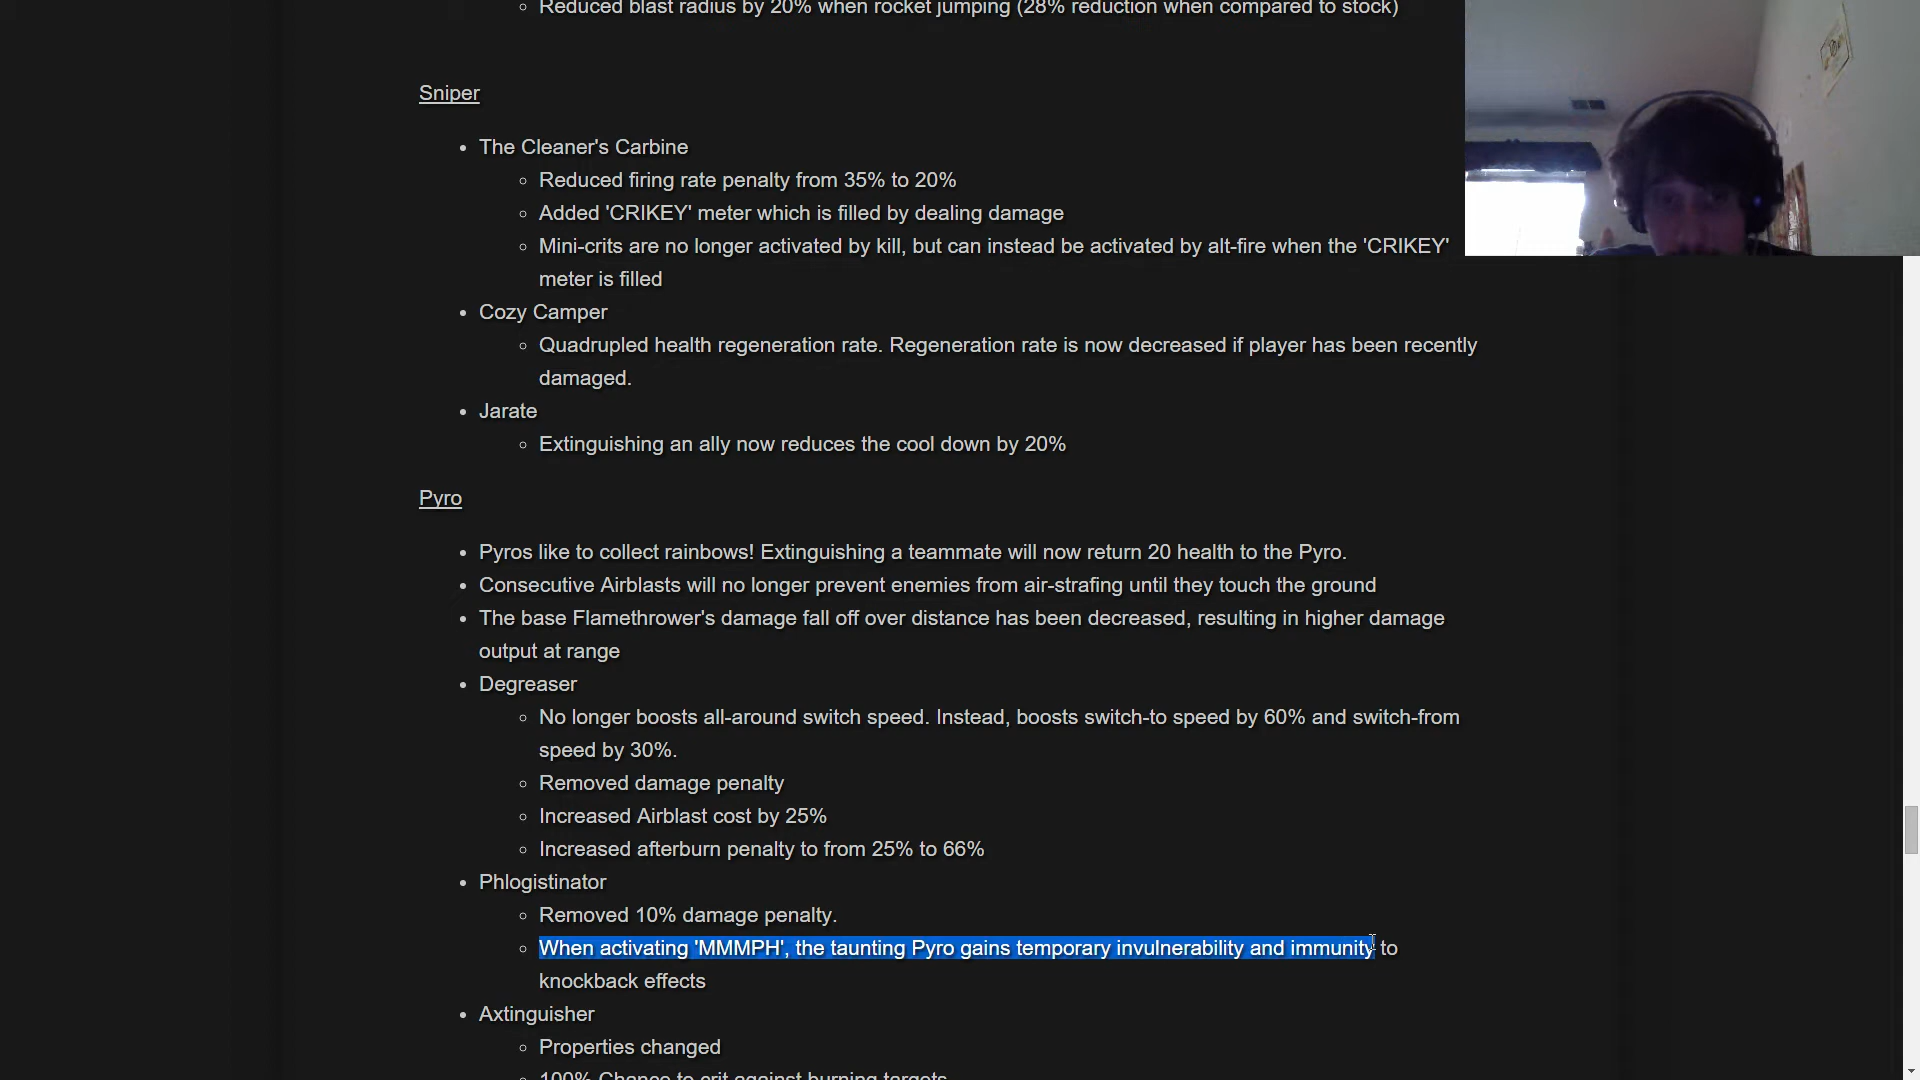 Reduced blast radius by 20% when rocket jumping (28% reduction when compared to stock)
Sniper
The Cleaner's Carbine
Reduced firing rate penalty from 35% to 20%
Added 'CRIKEY' meter which is filled by dealing damage
Mini-crits are no longer activated by kill, but can instead be activated by alt-fire when the 'CRIKEY'
meter is filled
Cozy Camper
Quadrupled health regeneration rate. Regeneration rate is now decreased if player has been recently
damaged.
Jarate
Extinguishing an ally now reduces the cool down by 20%
Pyro
Pyros like to collect rainbows! Extinguishing a teammate will now return 20 health to the Pyro.
Consecutive Airblasts will no longer prevent enemies from air-strafing until they touch the ground
The base Flamethrower's damage fall off over distance has been decreased, resulting in higher damage
output at range
Degreaser
No longer boosts all-around switch speed. Instead, boosts switch-to speed by 60% and switch-from
speed by 30%.
Removed damage penalty
Increased Airblast cost by 25%
Increased afterburn penalty to from 25% to 66%
Phlogistinator
Removed 10% damage penalty.
When activating 'MMMPH', the taunting Pyro gains temporary invulnerability and immunity to
knockback effects
Axtinguisher
Properties changed
100% Chance to crit against burning targets